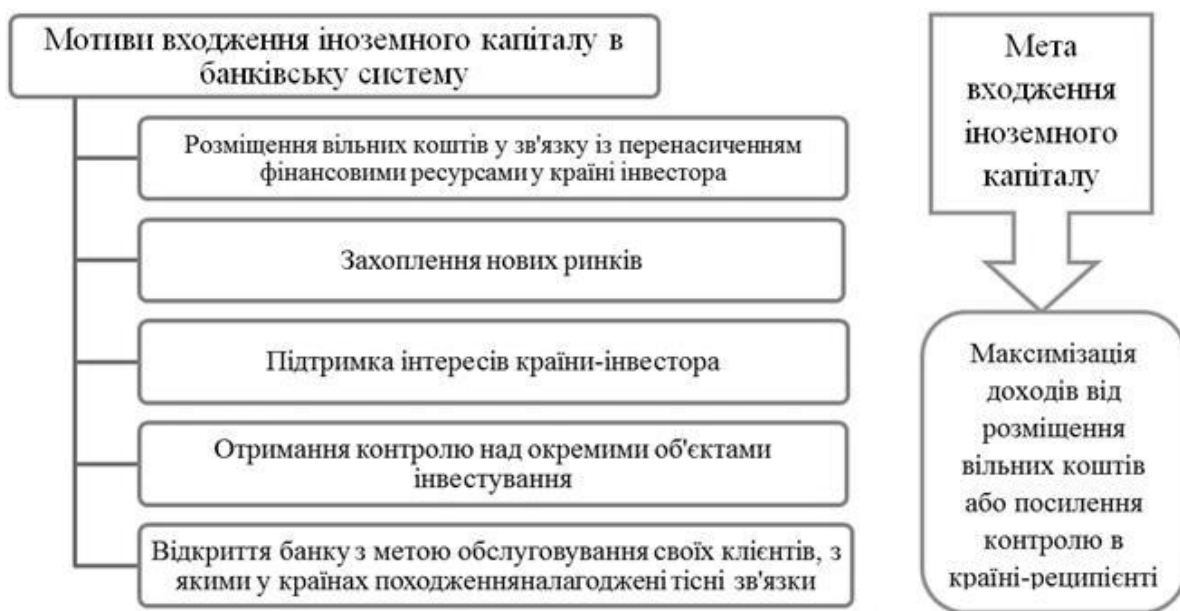 Мотиви входження іноземного капіталу в
банківську систему
Розміщення вільних коштів у зв'язку із перенасиченням
фінансовими ресурсами у країні інвестора
Захоплення нових ринків
Підтримка інтересів країни-інвестора
Отримання контролю над окремими об'єктами
інвестування
Відкриття банку з метою обслуговування своїх клієнтів, з
якими у країнах походженняналагоджені тісні зв'язки
Мета
входження
іноземного
капіталу
Максимізація
доходів від
розміщення
вільних коштів
або посилення
контролю в
країні-реципієнті